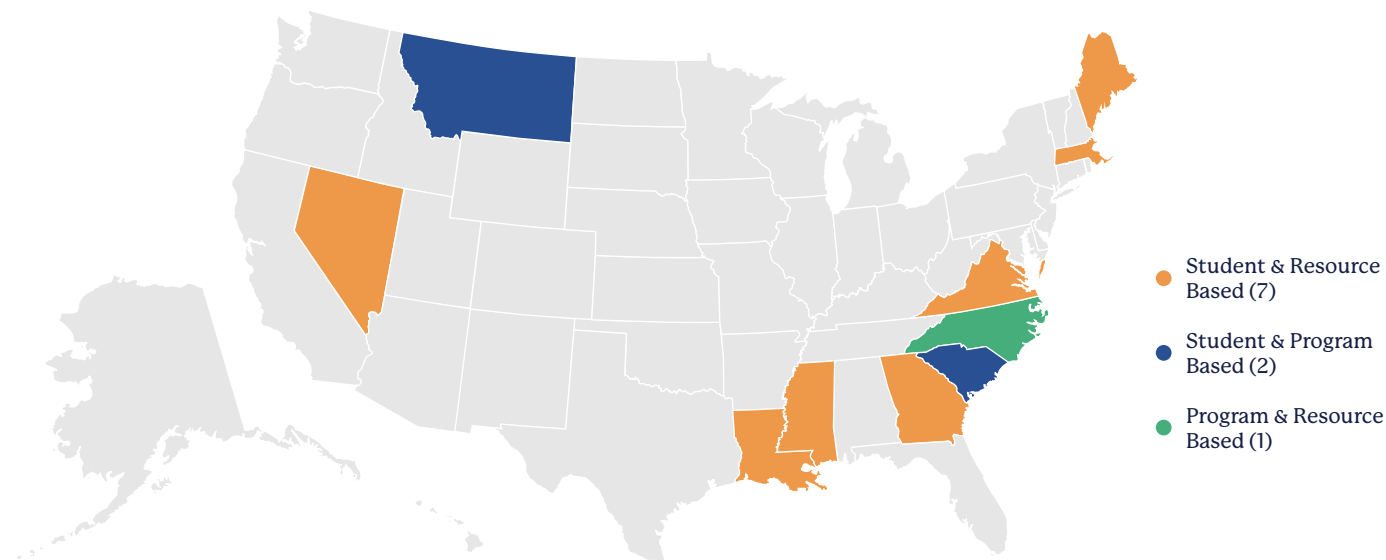 Student & Resource
Based (7)
Student & Program
Based (2)
Program & Resource
Based (1)